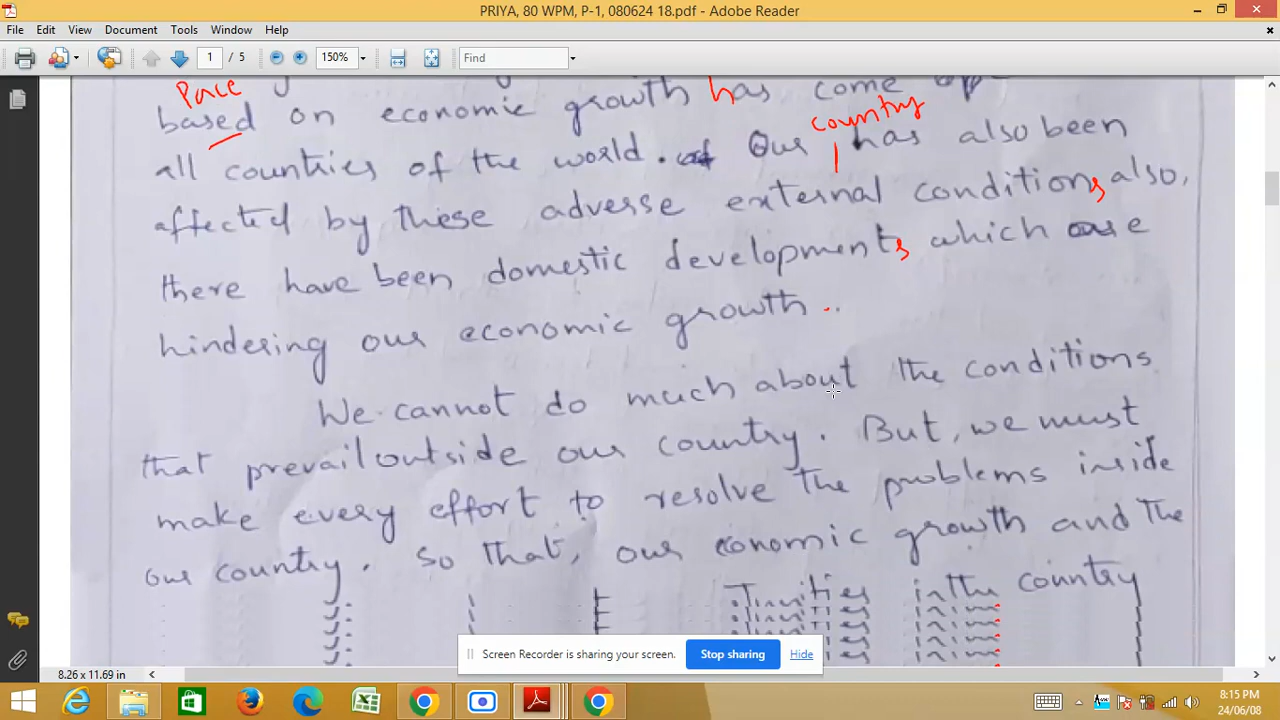 PRIYA, 80 WPM, P-1, 080624 18.pdf - Adobe Reader
File Edit View Document Tools Window Help
1 / 5 150% Find
Pace
based on economic growth has come
country
all countries of the world. Our has also been
affected by these adverse external conditions also,
there have been domestic developments which are
hindering our economic growth.
We cannot do much about the conditions
that prevail outside our country. But, we must
make every effort to resolve the problems inside
our country. So that, our economic growth and the
in the country
Screen Recorder is sharing your screen. Stop sharing Hide
8.26 x 11.69 in
8:15 PM
24/06/08